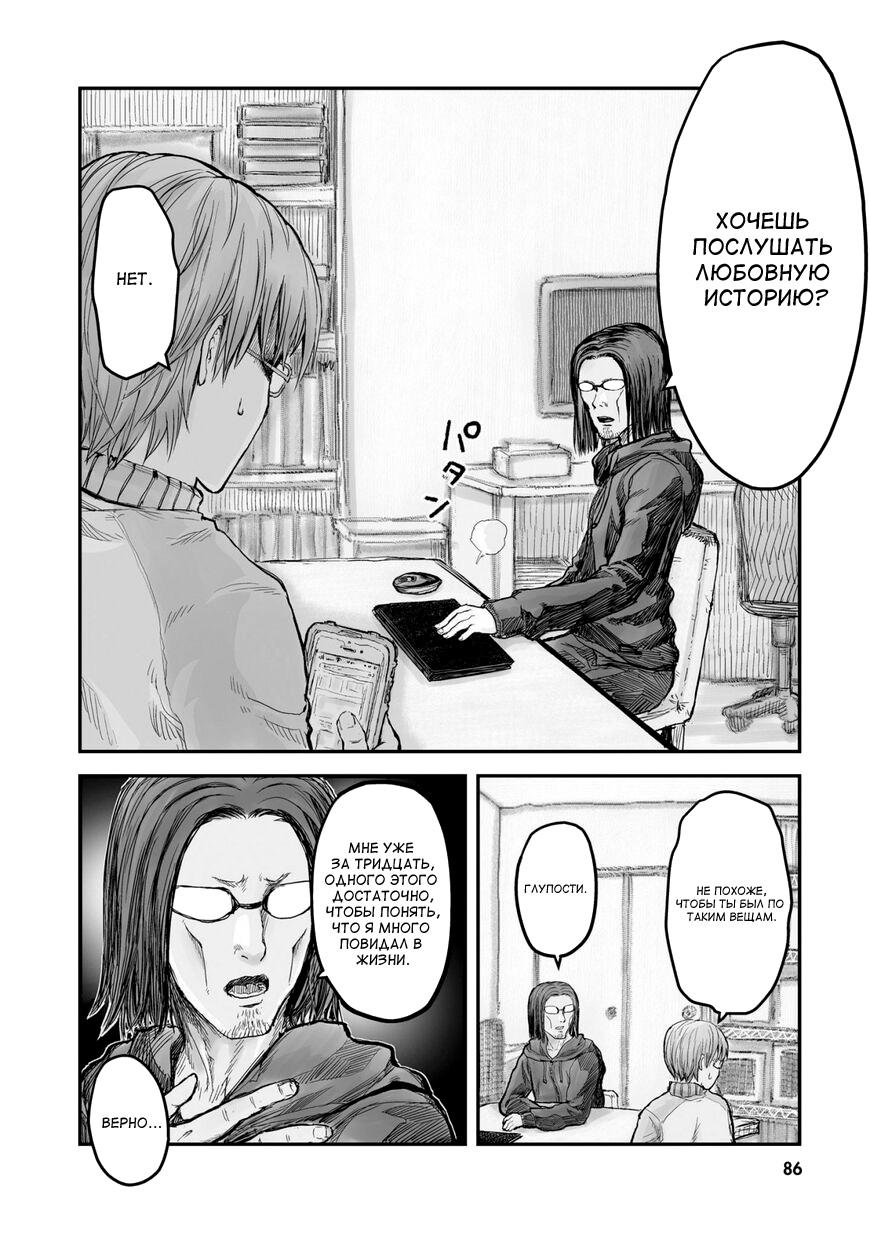 ХОЧЕШЬ
ПОСЛУШАТЬ
ЛЮБОВНУЮ
ИСТОРИЮ?
НЕТ.
パタン
НЕ ПОХОЖЕ,
ЧТОБЫ ТЫ БЫЛ ПО
ТАКИМ ВЕЩАМ.
ГЛУПОСТИ.
МНЕ УЖЕ
ЗА ТРИДЦАТЬ,
ОДНОГО ЭТОГО
ДОСТАТОЧНО,
ЧТОБЫ ПОНЯТЬ,
ЧТО Я МНОГО
ПОВИДАЛ В
ЖИЗНИ.
ВЕРНО...
86